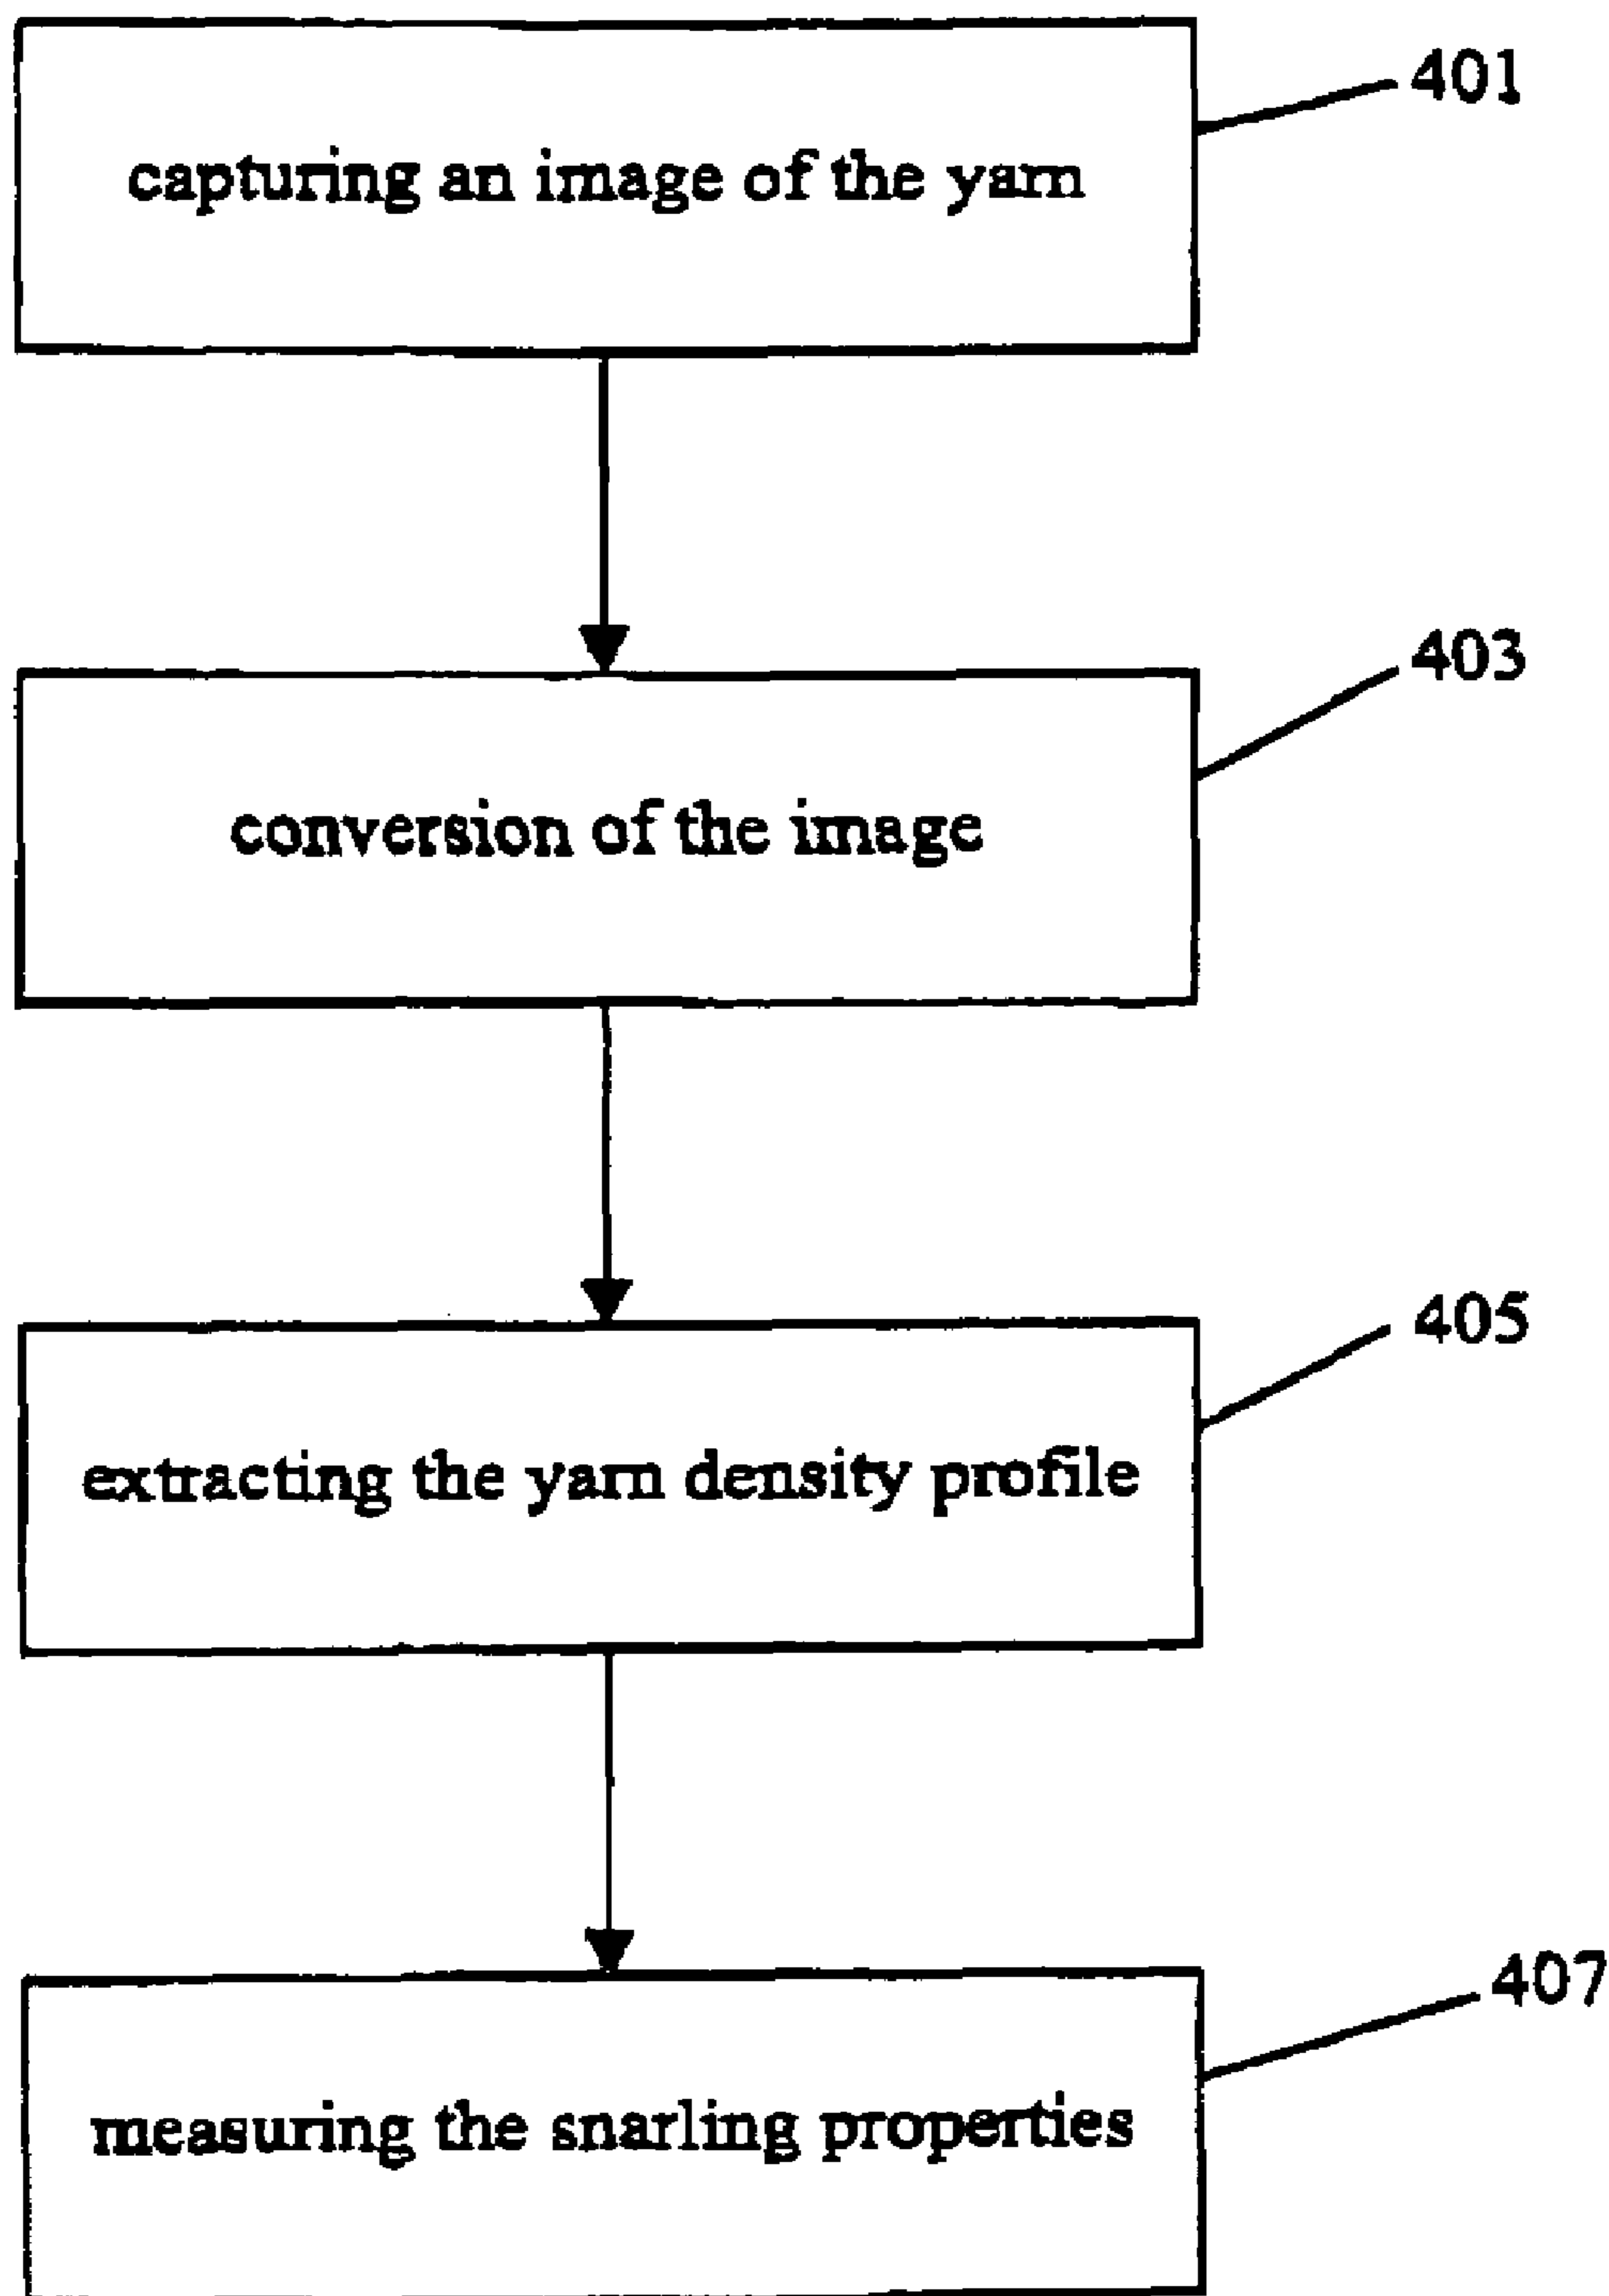 401
capturing an image of the yarn
403
conversion of the image
405
extracting the yarn density profile
407
measuring the snarling properties